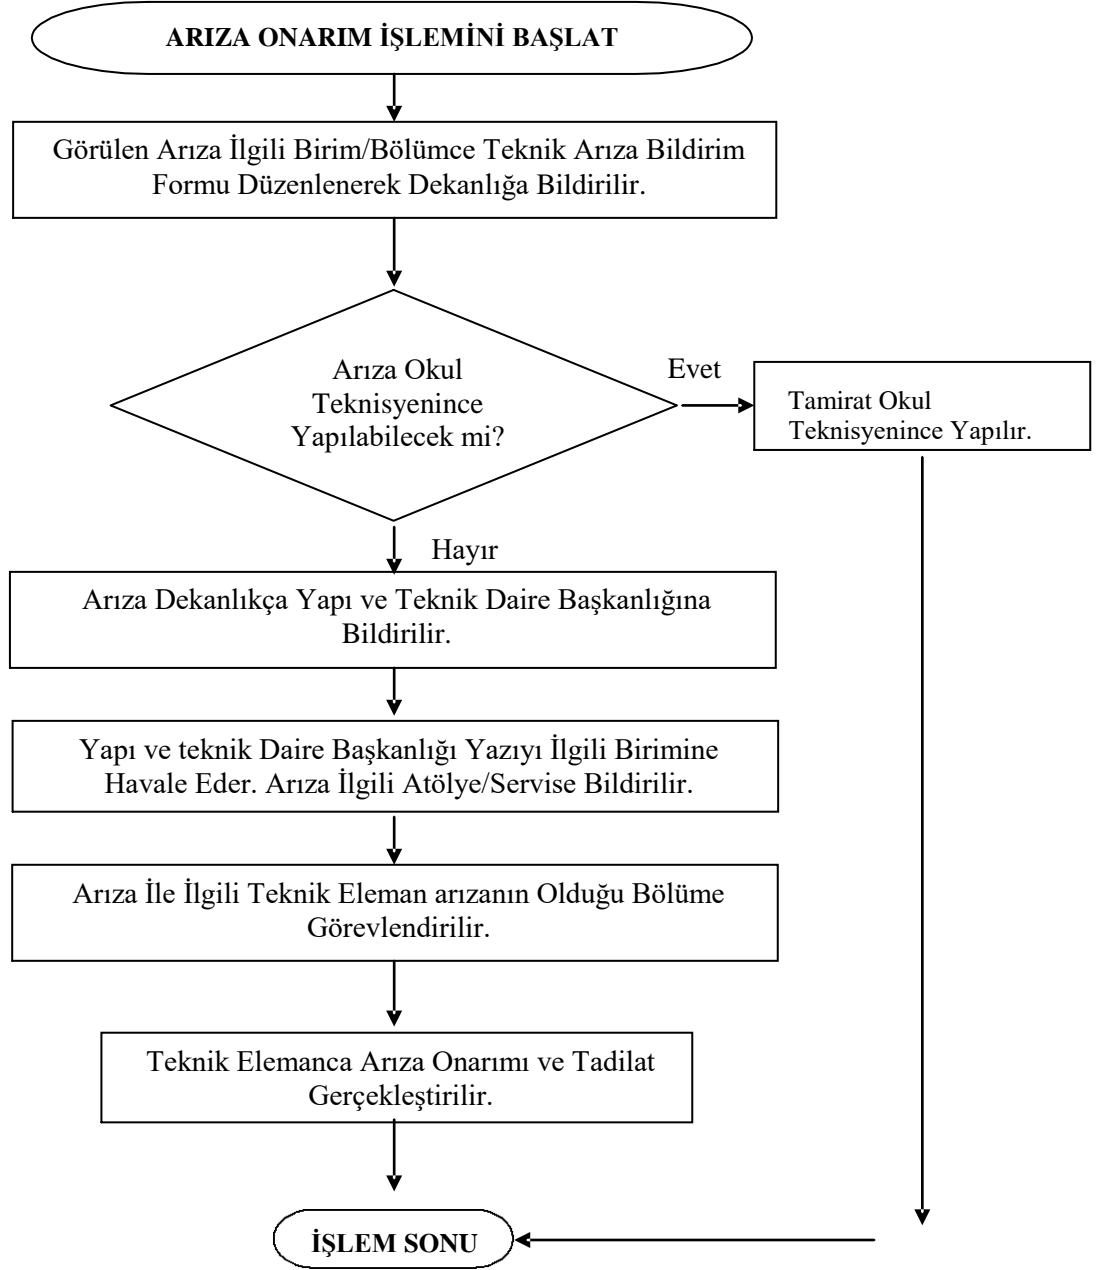 ARIZA ONARIM İŞLEMİNİ BAŞLAT
Görülen Arıza İlgili Birim/Bölümce Teknik Arıza Bildirim
Formu Düzenlenerek Dekanlığa Bildirilir.
Arıza Okul
Teknisyenince
Yapılabilecek mi?
Evet
Tamirat Okul
Teknisyenince Yapılır.
Hayır
Arıza Dekanlıkça Yapı ve Teknik Daire Başkanlığına
Bildirilir.
Yapı ve teknik Daire Başkanlığı Yazıyı İlgili Birimine
Havale Eder. Arıza İlgili Atölye/Servise Bildirilir.
Arıza İle İlgili Teknik Eleman arızanın Olduğu Bölüme
Görevlendirilir.
Teknik Elemanca Arıza Onarımı ve Tadilat
Gerçekleştirilir.
İŞLEM SONU